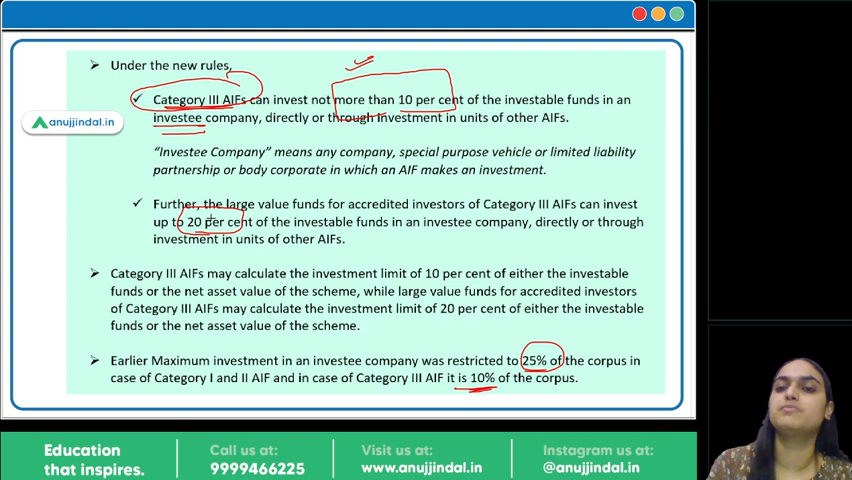 Under the new rules,
Category III AIFs can invest not more than 10 per cent of the investable funds in an
investee company, directly or through investment in units of other AIFs.
anujjindal.in
“Investee Company” means any company, special purpose vehicle or limited liability
partnership or body corporate in which an AIF makes an investment.
Further, the large value funds for accredited investors of Category III AIFs can invest
up to 20 per cent of the investable funds in an investee company, directly or through
investment in units of other AIFs.
Category III AIFs may calculate the investment limit of 10 per cent of either the investable
funds or the net asset value of the scheme, while large value funds for accredited investors
of Category III AIFs may calculate the investment limit of 20 per cent of either the investable
funds or the net asset value of the scheme.
Earlier Maximum investment in an investee company was restricted to 25% of the corpus in
case of Category I and II AIF and in case of Category III AIF it is 10% of the corpus.
Education
that inspires.
Call us at:
9999466225
Visit us at:
www.anujjindal.in
Instagram us at:
@anujjindal.in